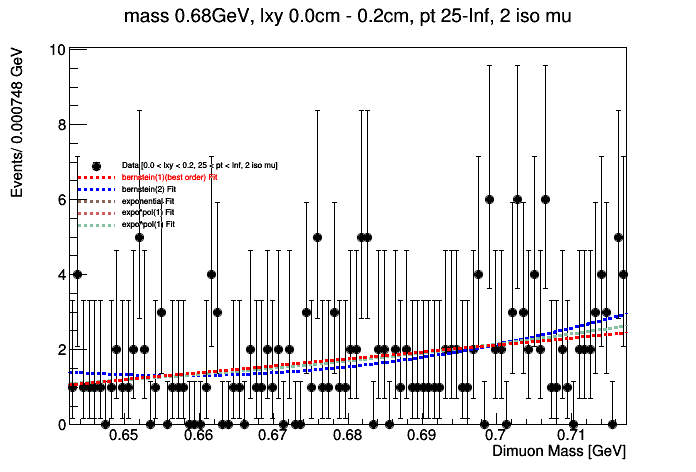 mass 0.68GeV, lxy 0.0cm - 0.2cm, pt 25-Inf, 2 iso mu
Events/ 0.000748 GeV
10
8
6
4
2
0
Data [0.0 < lxy < 0.2, 25 < pt < Inf, 2 iso mu]
bernstein(1)(best order) Fit
bernstein(2) Fit
exponential Fit
expo*pol(1) Fit
expo*pol(1) Fit
0.65 0.66 0.67 0.68 0.69 0.7 0.71
Dimuon Mass [GeV]